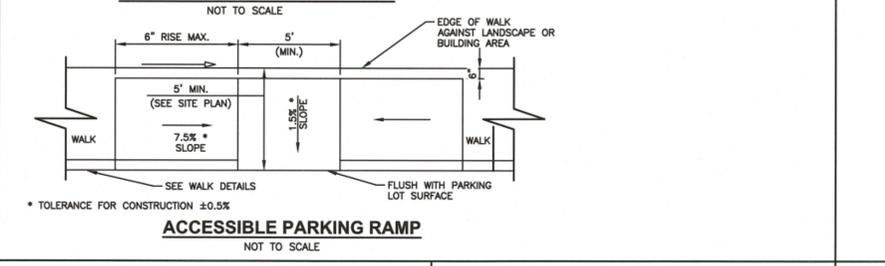 NOT TO SCALE
6" RISE MAX.
5'
(MIN.)
EDGE OF WALK
AGAINST LANDSCAPE OR
BUILDING AREA
6"
5' MIN.
(SEE SITE PLAN)
1.5% *
SLOPE
7.5% *
SLOPE
WALK
WALK
SEE WALK DETAILS
FLUSH WITH PARKING
LOT SURFACE
* TOLERANCE FOR CONSTRUCTION ±0.5%
ACCESSIBLE PARKING RAMP
NOT TO SCALE